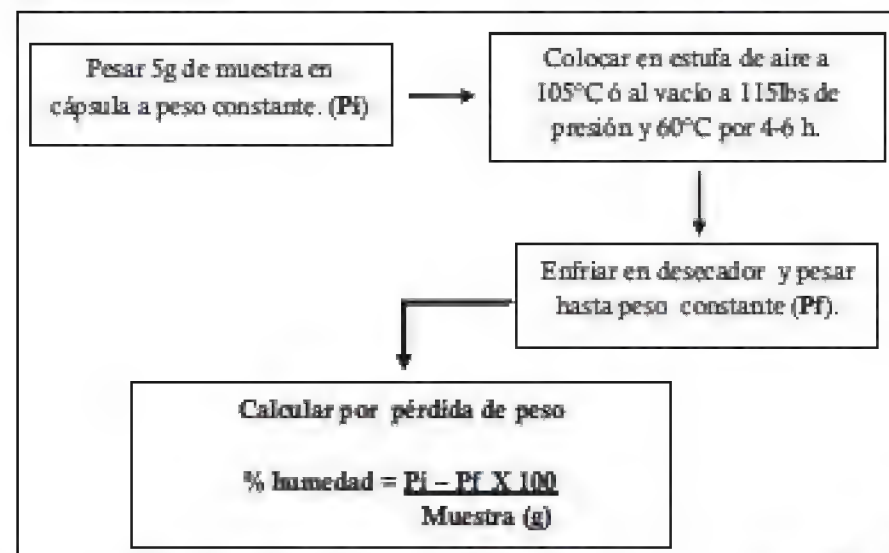 Pesar 5g de muestra en
cápsula a peso constante. (Pi)
Colocar en estufa de aire a
105°C ó al vacío a 115lbs de
presión y 60°C por 4-6 h.
Enfriar en desecador y pesar
hasta peso constante (Pf).
Calcular por pérdida de peso
% humedad = Pi – Pf X 100
Muestra (g)